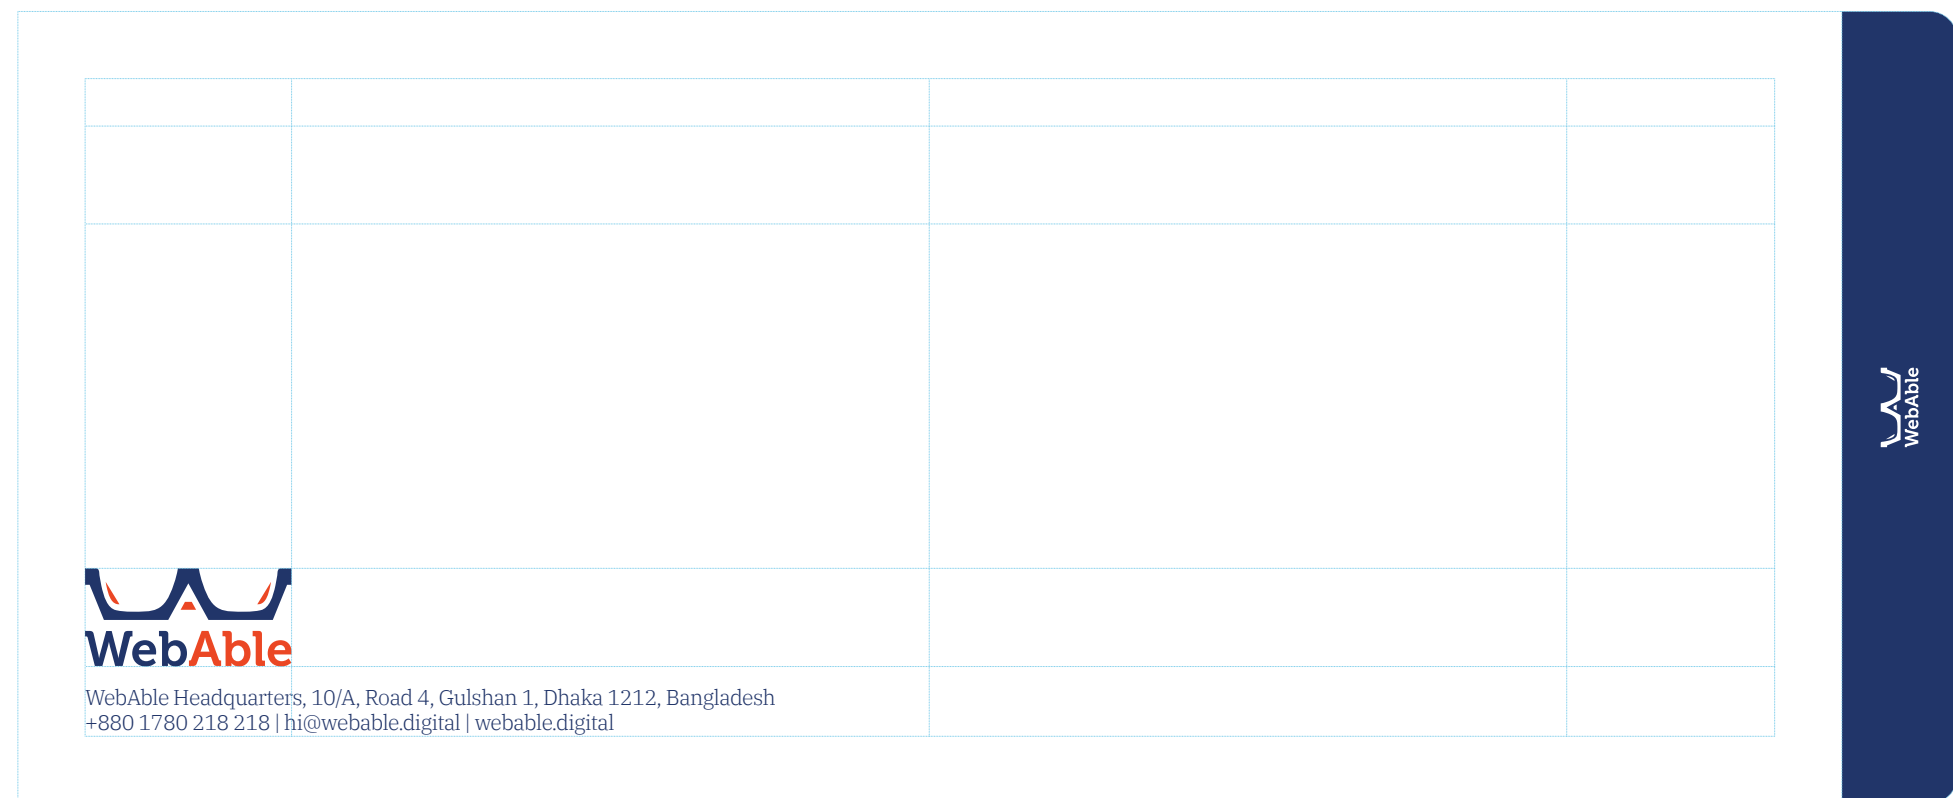 WebAble
WebAble Headquarters, 10/A, Road 4, Gulshan 1, Dhaka 1212, Bangladesh
+880 1780 218 218 | hi@webable.digital | webable.digital
WebAble